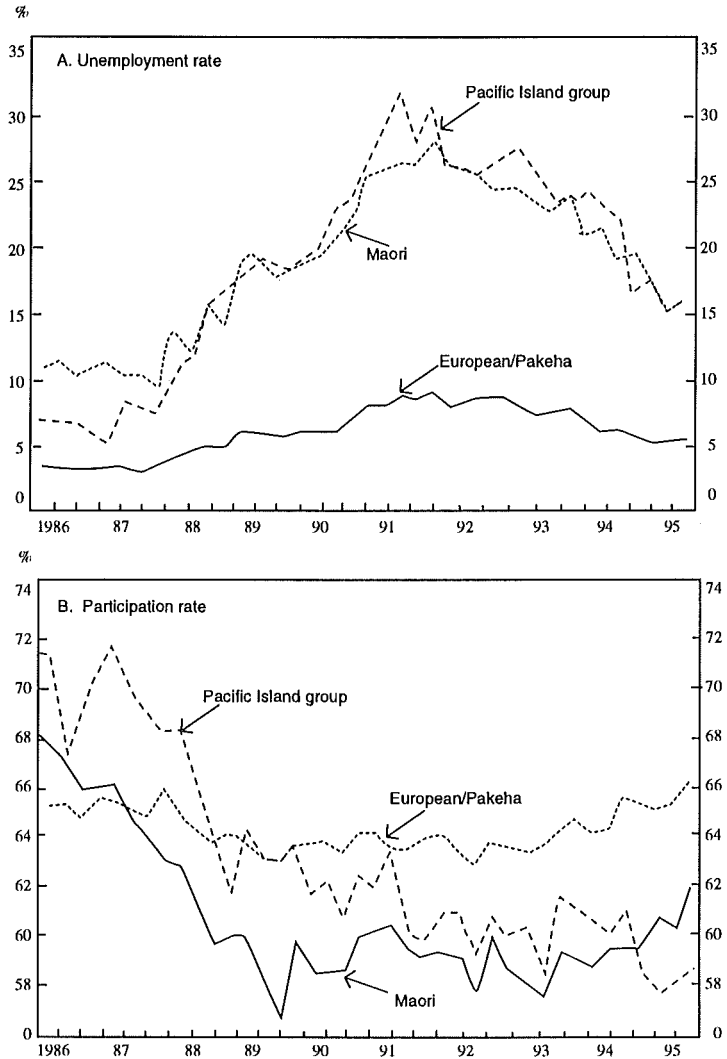 %
35 35
A. Unemployment rate
Pacific Island group
30 30
25 25
20 20
Maori
15 15
European/Pakeha
10 10
5 5
0 0
1986 87 88 89 90 91 92 93 94 95
%
74 74
B. Participation rate
72 72
70 70
Pacific Island group
68 68
66 66
European/Pakeha
64 64
62 62
60 60
58 58
Maori
0 0
1986 87 88 89 90 91 92 93 94 95